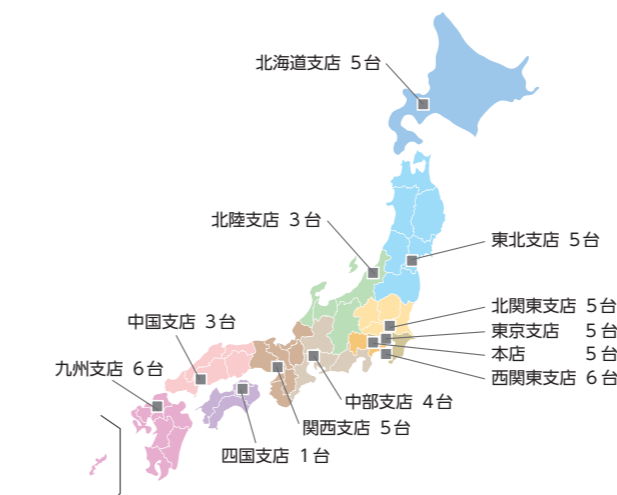 北海道支店 5台
北陸支店 3台
東北支店 5台
北関東支店 5台
東京支店 5台
本店 5台
西関東支店 6台
中国支店 3台
九州支店 6台
中部支店 4台
関西支店 5台
四国支店 1台